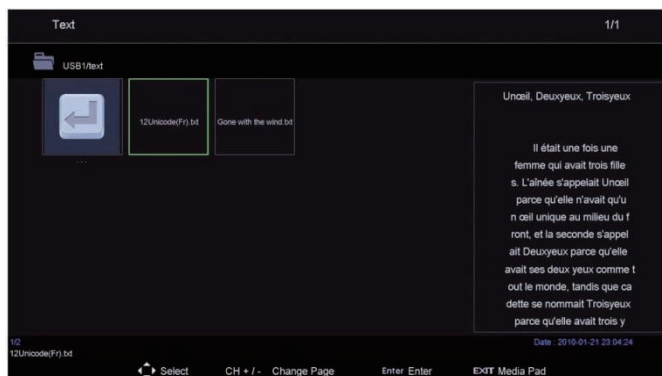 Text
1/1
USB1/text
12Unicode(Fr).txt
Gone with the wind.txt
...
Unœil, Deuxyeux, Troisyeux
Il était une fois une
femme qui avait trois fille
s. L'aînée s'appelait Unœil
parce qu'elle n'avait qu'u
n œil unique au milieu du f
ront, et la seconde s'appel
ait Deuxyeux parce qu'elle
avait ses deux yeux comme t
out le monde, tandis que ca
dette se nommait Troisyeux
parce qu'elle avait trois y
1/2
Date : 2010-01-21 23:04:24
12Unicode(Fr).txt
Select
CH + / - Change Page
Enter Enter
EXIT Media Pad